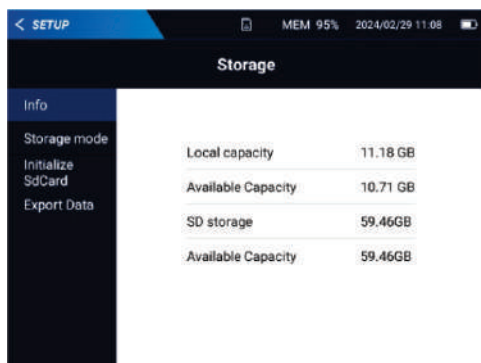 < SETUP MEM 95% 2024/02/29 11:08
Storage
Info
Storage mode
Initialize
SdCard
Export Data
Local capacity 11.18 GB
Available Capacity 10.71 GB
SD storage 59.46GB
Available Capacity 59.46GB